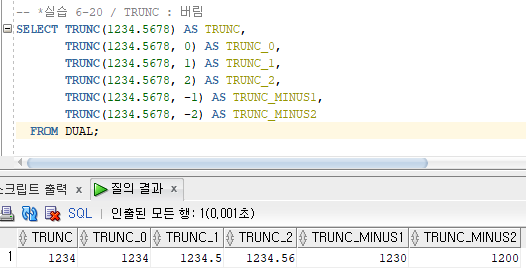 -- *실습 6-20 / TRUNC : 버림
SELECT TRUNC(1234.5678) AS TRUNC,
TRUNC(1234.5678, 0) AS TRUNC_0,
TRUNC(1234.5678, 1) AS TRUNC_1,
TRUNC(1234.5678, 2) AS TRUNC_2,
TRUNC(1234.5678, -1) AS TRUNC_MINUS1,
TRUNC(1234.5678, -2) AS TRUNC_MINUS2
FROM DUAL;
스크립트 출력 x 질의 결과 x
SQL | 인출된 모든 행: 1(0,001초)
TRUNC TRUNC_0 TRUNC_1 TRUNC_2 TRUNC_MINUS1 TRUNC_MINUS2
1 1234 1234 1234.5 1234.56 1230 1200